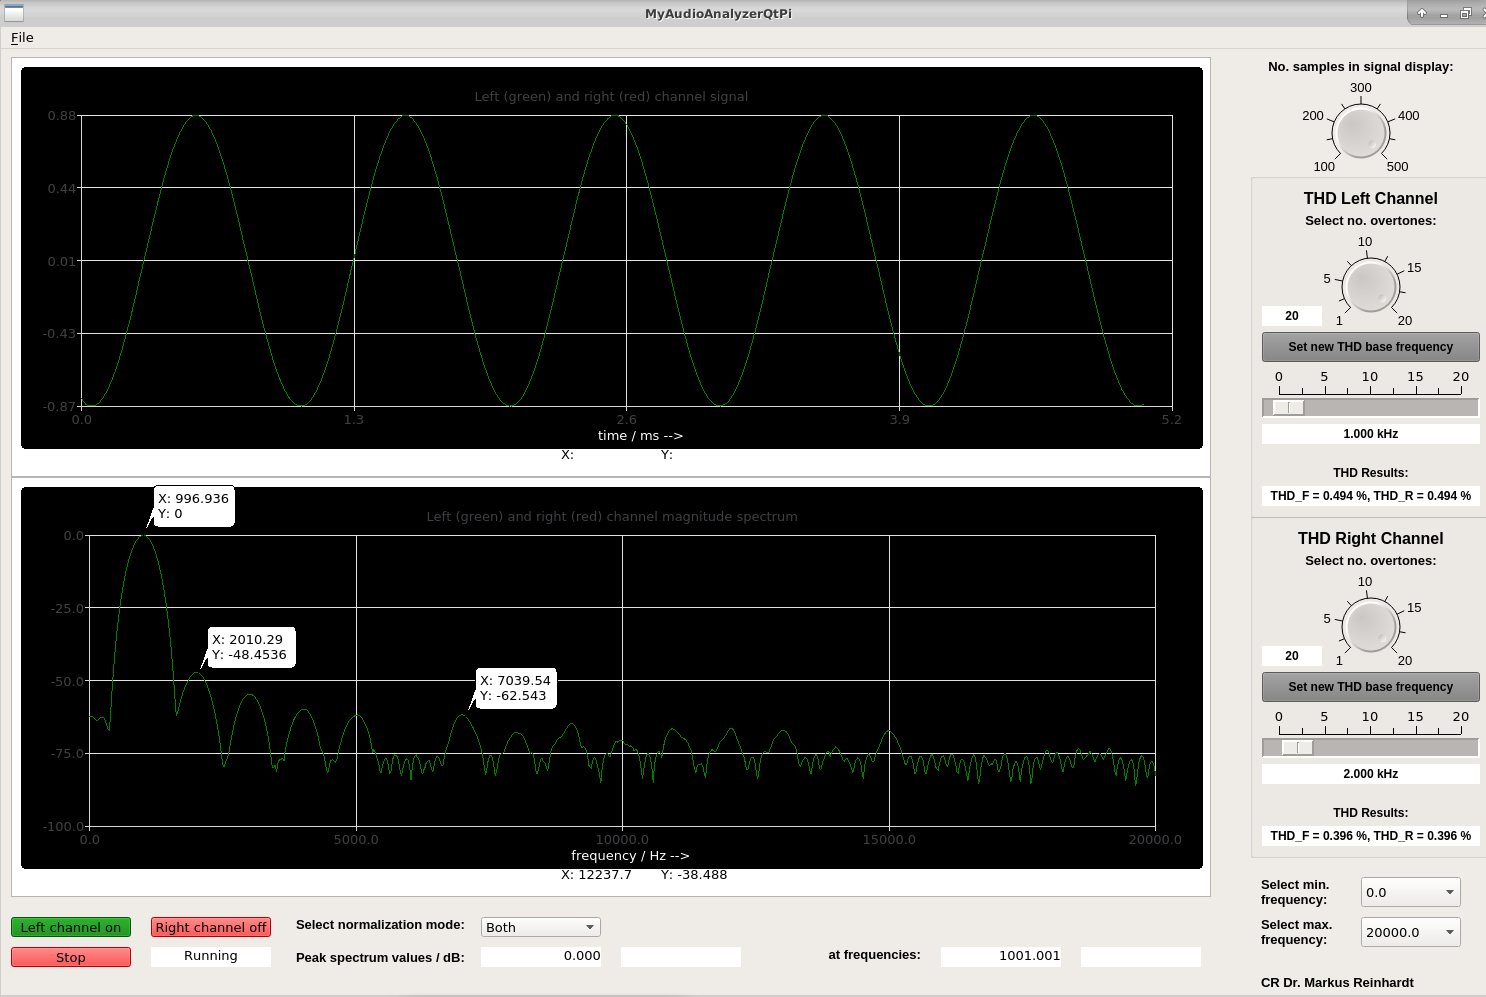 MyAudioAnalyzerQtPi
File
Left (green) and right (red) channel signal
0.88
0.44
0.01
-0.43
-0.87
0.0 1.3 2.6 3.9 5.2
time / ms -->
X: Y:
X: 996.936
Y: 0
Left (green) and right (red) channel magnitude spectrum
0.0
-25.0
X: 2010.29
Y: -48.4536
X: 7039.54
Y: -62.543
-50.0
-75.0
-100.0
0.0 5000.0 10000.0 15000.0 20000.0
frequency / Hz -->
X: 12237.7 Y: -38.488
Left channel on Right channel off Select normalization mode: Both
Stop Running Peak spectrum values / dB: 0.000 at frequencies: 1001.001
No. samples in signal display:
300
200 400
100 500
THD Left Channel
Select no. overtones:
10
5 15
20 1 20
Set new THD base frequency
0 5 10 15 20
1.000 kHz
THD Results:
THD_F = 0.494 %, THD_R = 0.494 %
THD Right Channel
Select no. overtones:
10
5 15
20 1 20
Set new THD base frequency
0 5 10 15 20
2.000 kHz
THD Results:
THD_F = 0.396 %, THD_R = 0.396 %
Select min.
frequency: 0.0
Select max.
frequency: 20000.0
CR Dr. Markus Reinhardt